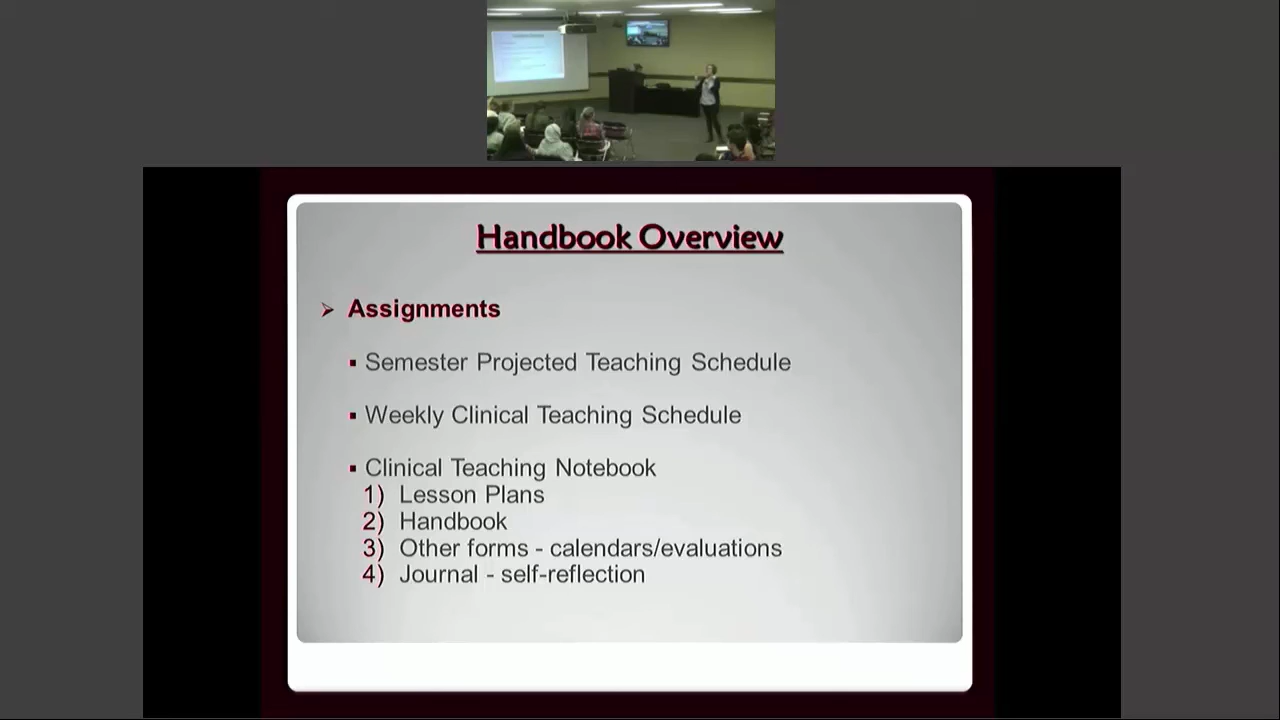 Handbook Overview
➢ Assignments
▪ Semester Projected Teaching Schedule
▪ Weekly Clinical Teaching Schedule
▪ Clinical Teaching Notebook
1) Lesson Plans
2) Handbook
3) Other forms - calendars/evaluations
4) Journal - self-reflection